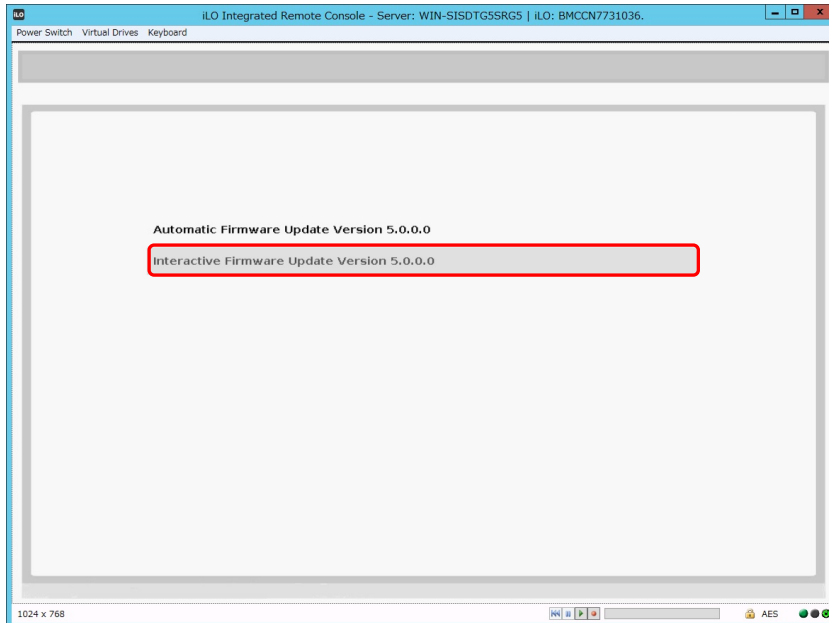 iLO
iLO Integrated Remote Console - Server: WIN-SISDTG5SRG5 | iLO: BMCCN7731036.
Power Switch Virtual Drives Keyboard
Automatic Firmware Update Version 5.0.0.0
Interactive Firmware Update Version 5.0.0.0
1024 x 768
AES